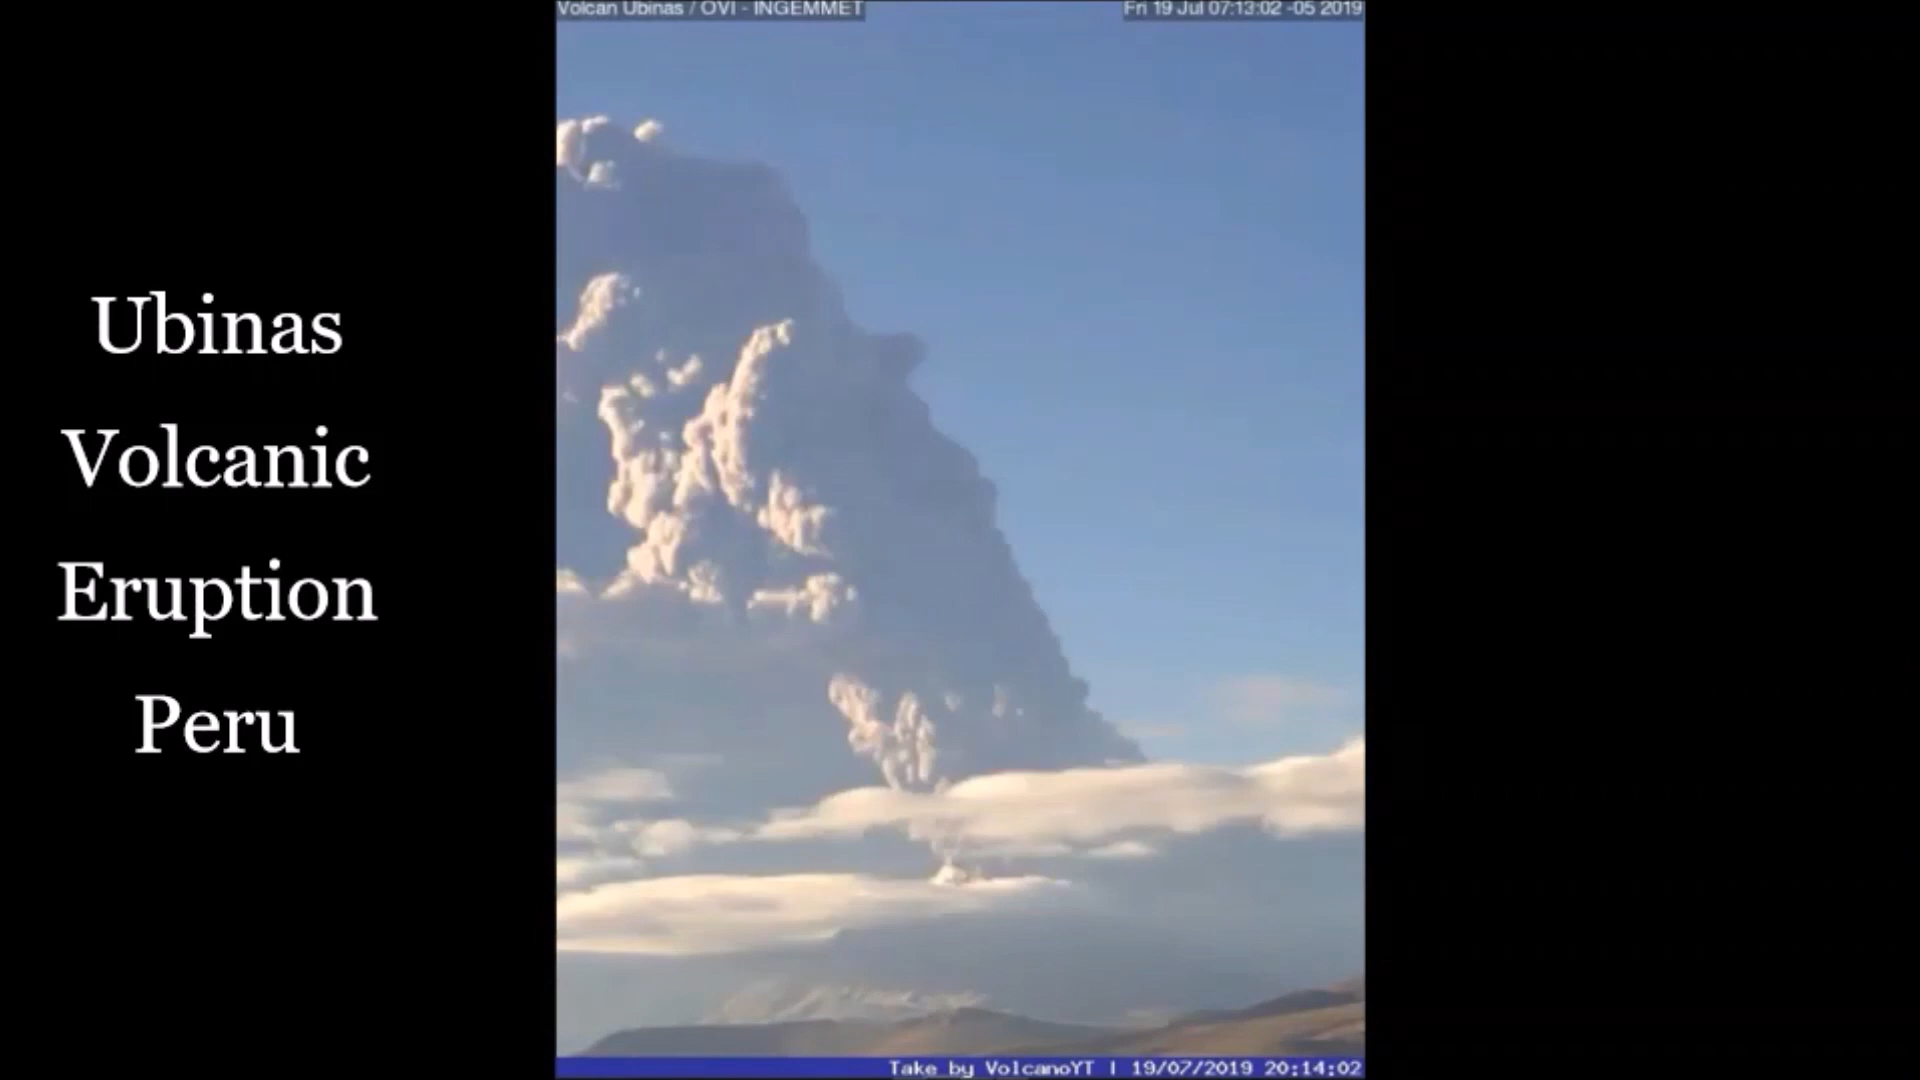 Volcan Ubinas / OVI - INGEMMET
Fri 19 Jul 07:13:02 -05 2019
Ubinas
Volcanic
Eruption
Peru
Take by VolcanoYT | 19/07/2019 20:14:02